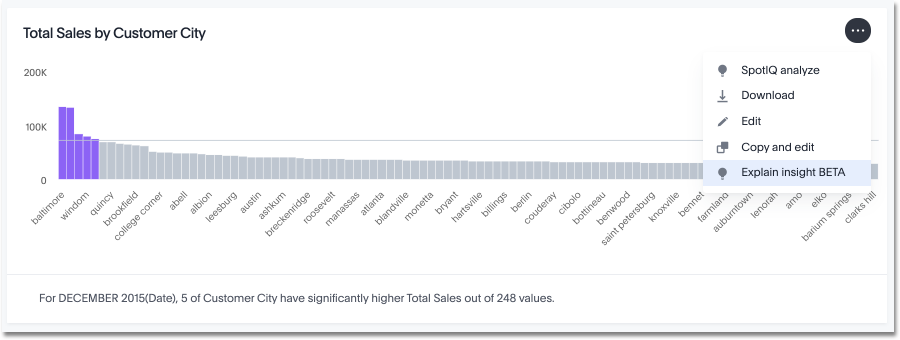 Total Sales by Customer City
SpotIQ analyze
Download
Edit
Copy and edit
Explain insight BETA
200K
100K
0
baltimore
windom
quincy
brookfield
college corner
abell
albion
leesburg
austin
ashkum
breckenridge
roosevelt
manassas
atlanta
blandville
monetta
bryant
hartsville
billings
berlin
couderay
cibolo
bottineau
benwood
saint petersburg
knoxville
bennet
farmland
auburntown
lenorah
amo
elko
barium springs
clarks hill
For DECEMBER 2015(Date), 5 of Customer City have significantly higher Total Sales out of 248 values.